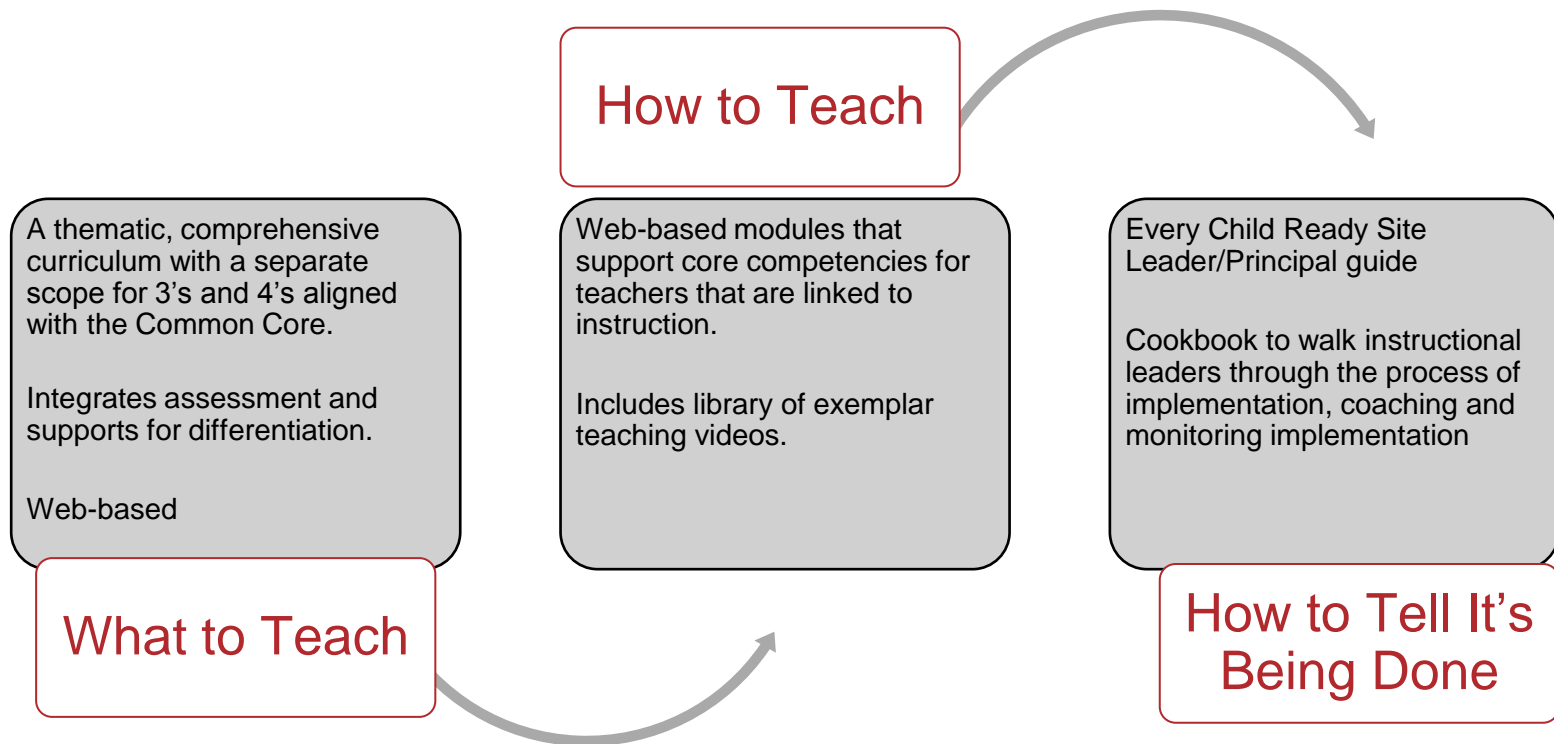 A thematic, comprehensive
curriculum with a separate
scope for 3’s and 4’s aligned
with the Common Core.
Integrates assessment and
supports for differentiation.
Web-based
What to Teach
How to Teach
Web-based modules that
support core competencies for
teachers that are linked to
instruction.
Includes library of exemplar
teaching videos.
Every Child Ready Site
Leader/Principal guide
Cookbook to walk instructional
leaders through the process of
implementation, coaching and
monitoring implementation
How to Tell It’s
Being Done